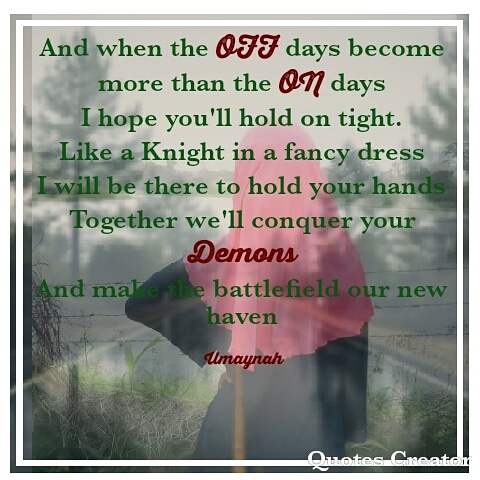 And when the OFF days become
more than the ON days
I hope you'll hold on tight.
Like a Knight in a fancy dress
I will be there to hold your hands
Together we'll conquer your
Demons
And make the battlefield our new
haven
Umaynah
Quotes Creator